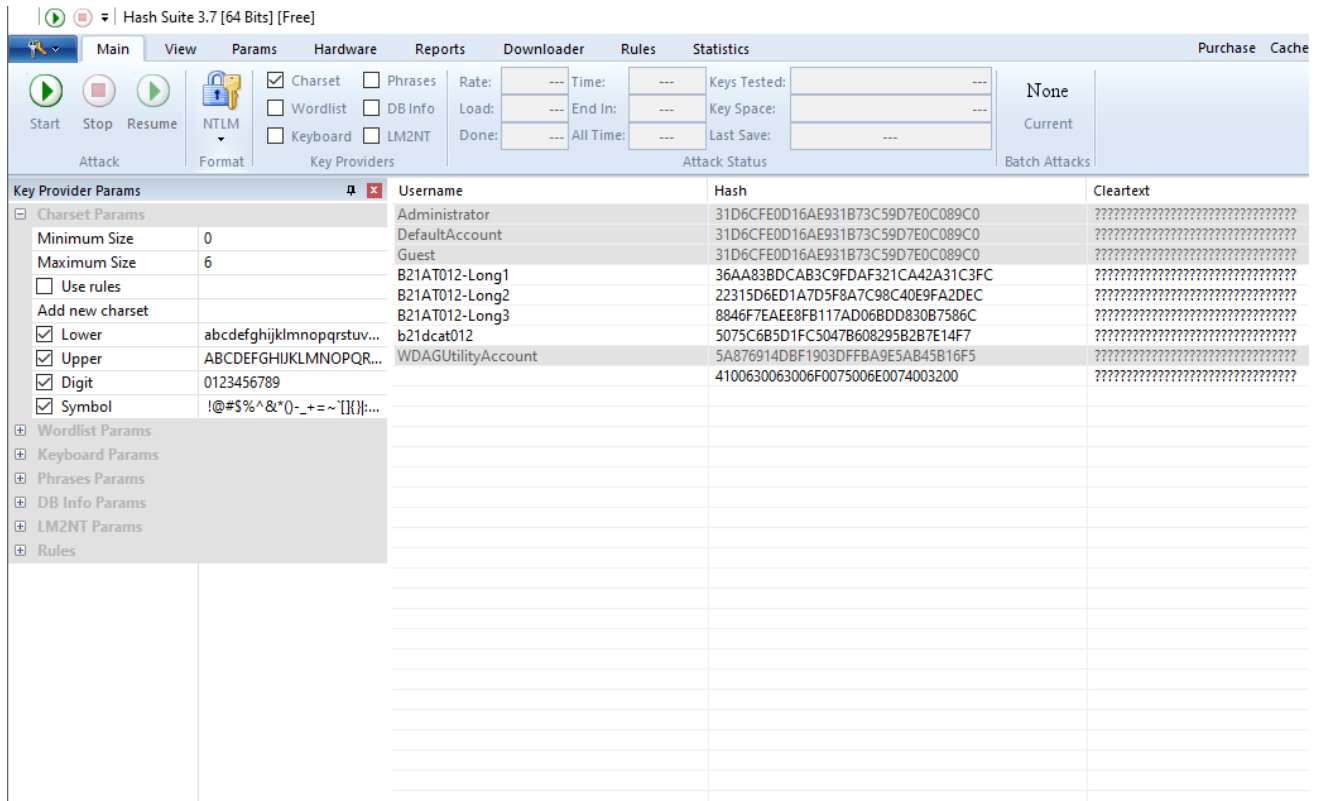 Hash Suite 3.7 [64 Bits] [Free]
Main View Params Hardware Reports Downloader Rules Statistics Purchase Cache
Charset Phrases Rate: --- Time: --- Keys Tested: ---
Wordlist DB Info Load: --- End In: --- Key Space: ---
Keyboard LM2NT Done: --- All Time: --- Last Save: ---
Start Stop Resume NTLM None
Current
Attack Format Key Providers Attack Status Batch Attacks
Key Provider Params Username Hash Cleartext
Charset Params Administrator 31D6CFE0D16AE931B73C59D7E0C089C0 ????????????????????????????????
Minimum Size 0 DefaultAccount 31D6CFE0D16AE931B73C59D7E0C089C0 ????????????????????????????????
Maximum Size 6 Guest 31D6CFE0D16AE931B73C59D7E0C089C0 ????????????????????????????????
Use rules B21AT012-Long1 36AA83BDCAB3C9FDAF321CA42A31C3FC ????????????????????????????????
Add new charset B21AT012-Long2 22315D6ED1A7D5F8A7C98C40E9FA2DEC ????????????????????????????????
B21AT012-Long3 8846F7EAEE8FB117AD06BDD830B7586C ????????????????????????????????
Lower abcdefghijklmnopqrstuv... b21dcat012 5075C6B5D1FC5047B608295B2B7E14F7 ????????????????????????????????
Upper ABCDEFGHIJKLMNOPQR... WDAGUtilityAccount 5A876914DBF1903DFFBA9E5AB45B16F5 ????????????????????????????????
Digit 0123456789 4100630063006F0075006E0074003200 ????????????????????????????????
Symbol !@#$%^&*()-_+=~`[]{}|:...
Wordlist Params
Keyboard Params
Phrases Params
DB Info Params
LM2NT Params
Rules